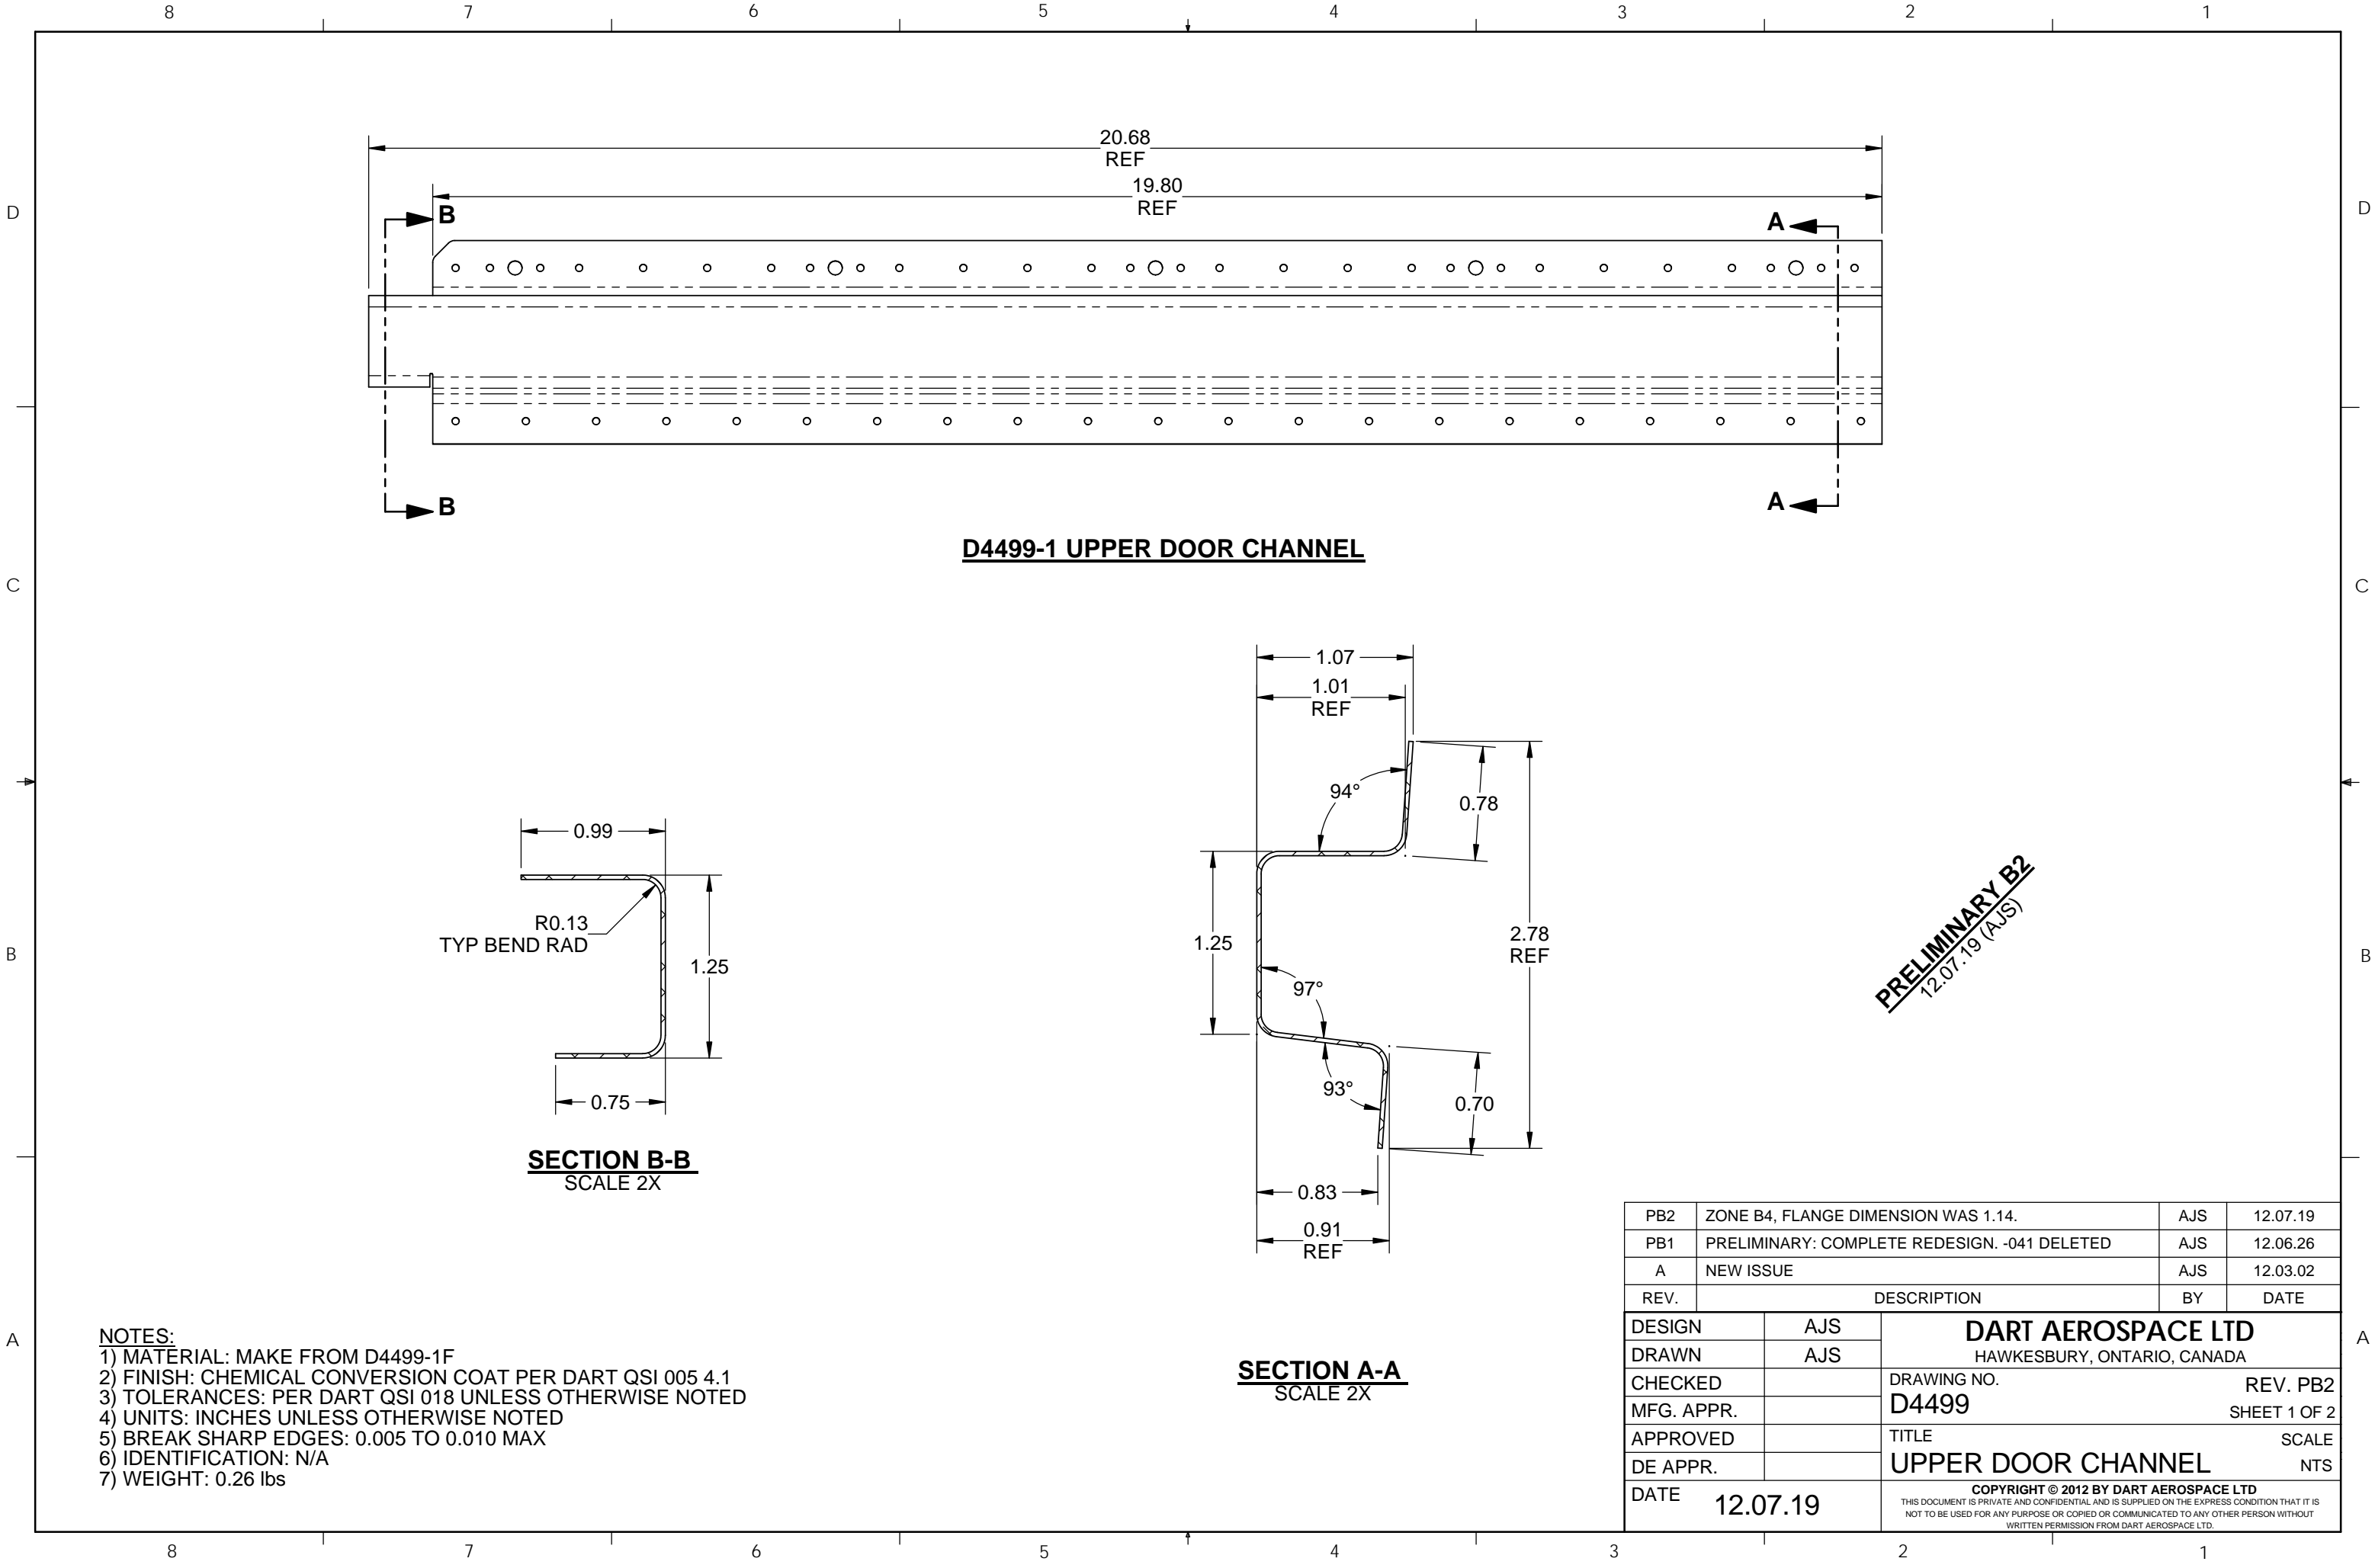 8 7 6 5 4 3 2 1
D
D
C
C
B
B
A
A
20.68
REF
19.80
REF
B
A
B
A
D4499-1 UPPER DOOR CHANNEL
0.99
R0.13
TYP BEND RAD
1.25
0.75
SECTION B-B
SCALE 2X
1.07
1.01
REF
94°
0.78
1.25
2.78
REF
97°
93°
0.70
0.83
0.91
REF
SECTION A-A
SCALE 2X
PRELIMINARY B2
12.07.19 (AJS)
NOTES:
1) MATERIAL: MAKE FROM D4499-1F
2) FINISH: CHEMICAL CONVERSION COAT PER DART QSI 005 4.1
3) TOLERANCES: PER DART QSI 018 UNLESS OTHERWISE NOTED
4) UNITS: INCHES UNLESS OTHERWISE NOTED
5) BREAK SHARP EDGES: 0.005 TO 0.010 MAX
6) IDENTIFICATION: N/A
7) WEIGHT: 0.26 lbs
PB2 ZONE B4, FLANGE DIMENSION WAS 1.14. AJS 12.07.19
PB1 PRELIMINARY: COMPLETE REDESIGN. -041 DELETED AJS 12.06.26
A NEW ISSUE AJS 12.03.02
REV. DESCRIPTION BY DATE
DESIGN AJS
DRAWN AJS
CHECKED
MFG. APPR.
APPROVED
DE APPR.
DATE 12.07.19
DART AEROSPACE LTD
HAWKESBURY, ONTARIO, CANADA
DRAWING NO. REV. PB2
D4499 SHEET 1 OF 2
TITLE SCALE
UPPER DOOR CHANNEL NTS
COPYRIGHT © 2012 BY DART AEROSPACE LTD
THIS DOCUMENT IS PRIVATE AND CONFIDENTIAL AND IS SUPPLIED ON THE EXPRESS CONDITION THAT IT IS
NOT TO BE USED FOR ANY PURPOSE OR COPIED OR COMMUNICATED TO ANY OTHER PERSON WITHOUT
WRITTEN PERMISSION FROM DART AEROSPACE LTD.
8 7 6 5 4 3 2 1